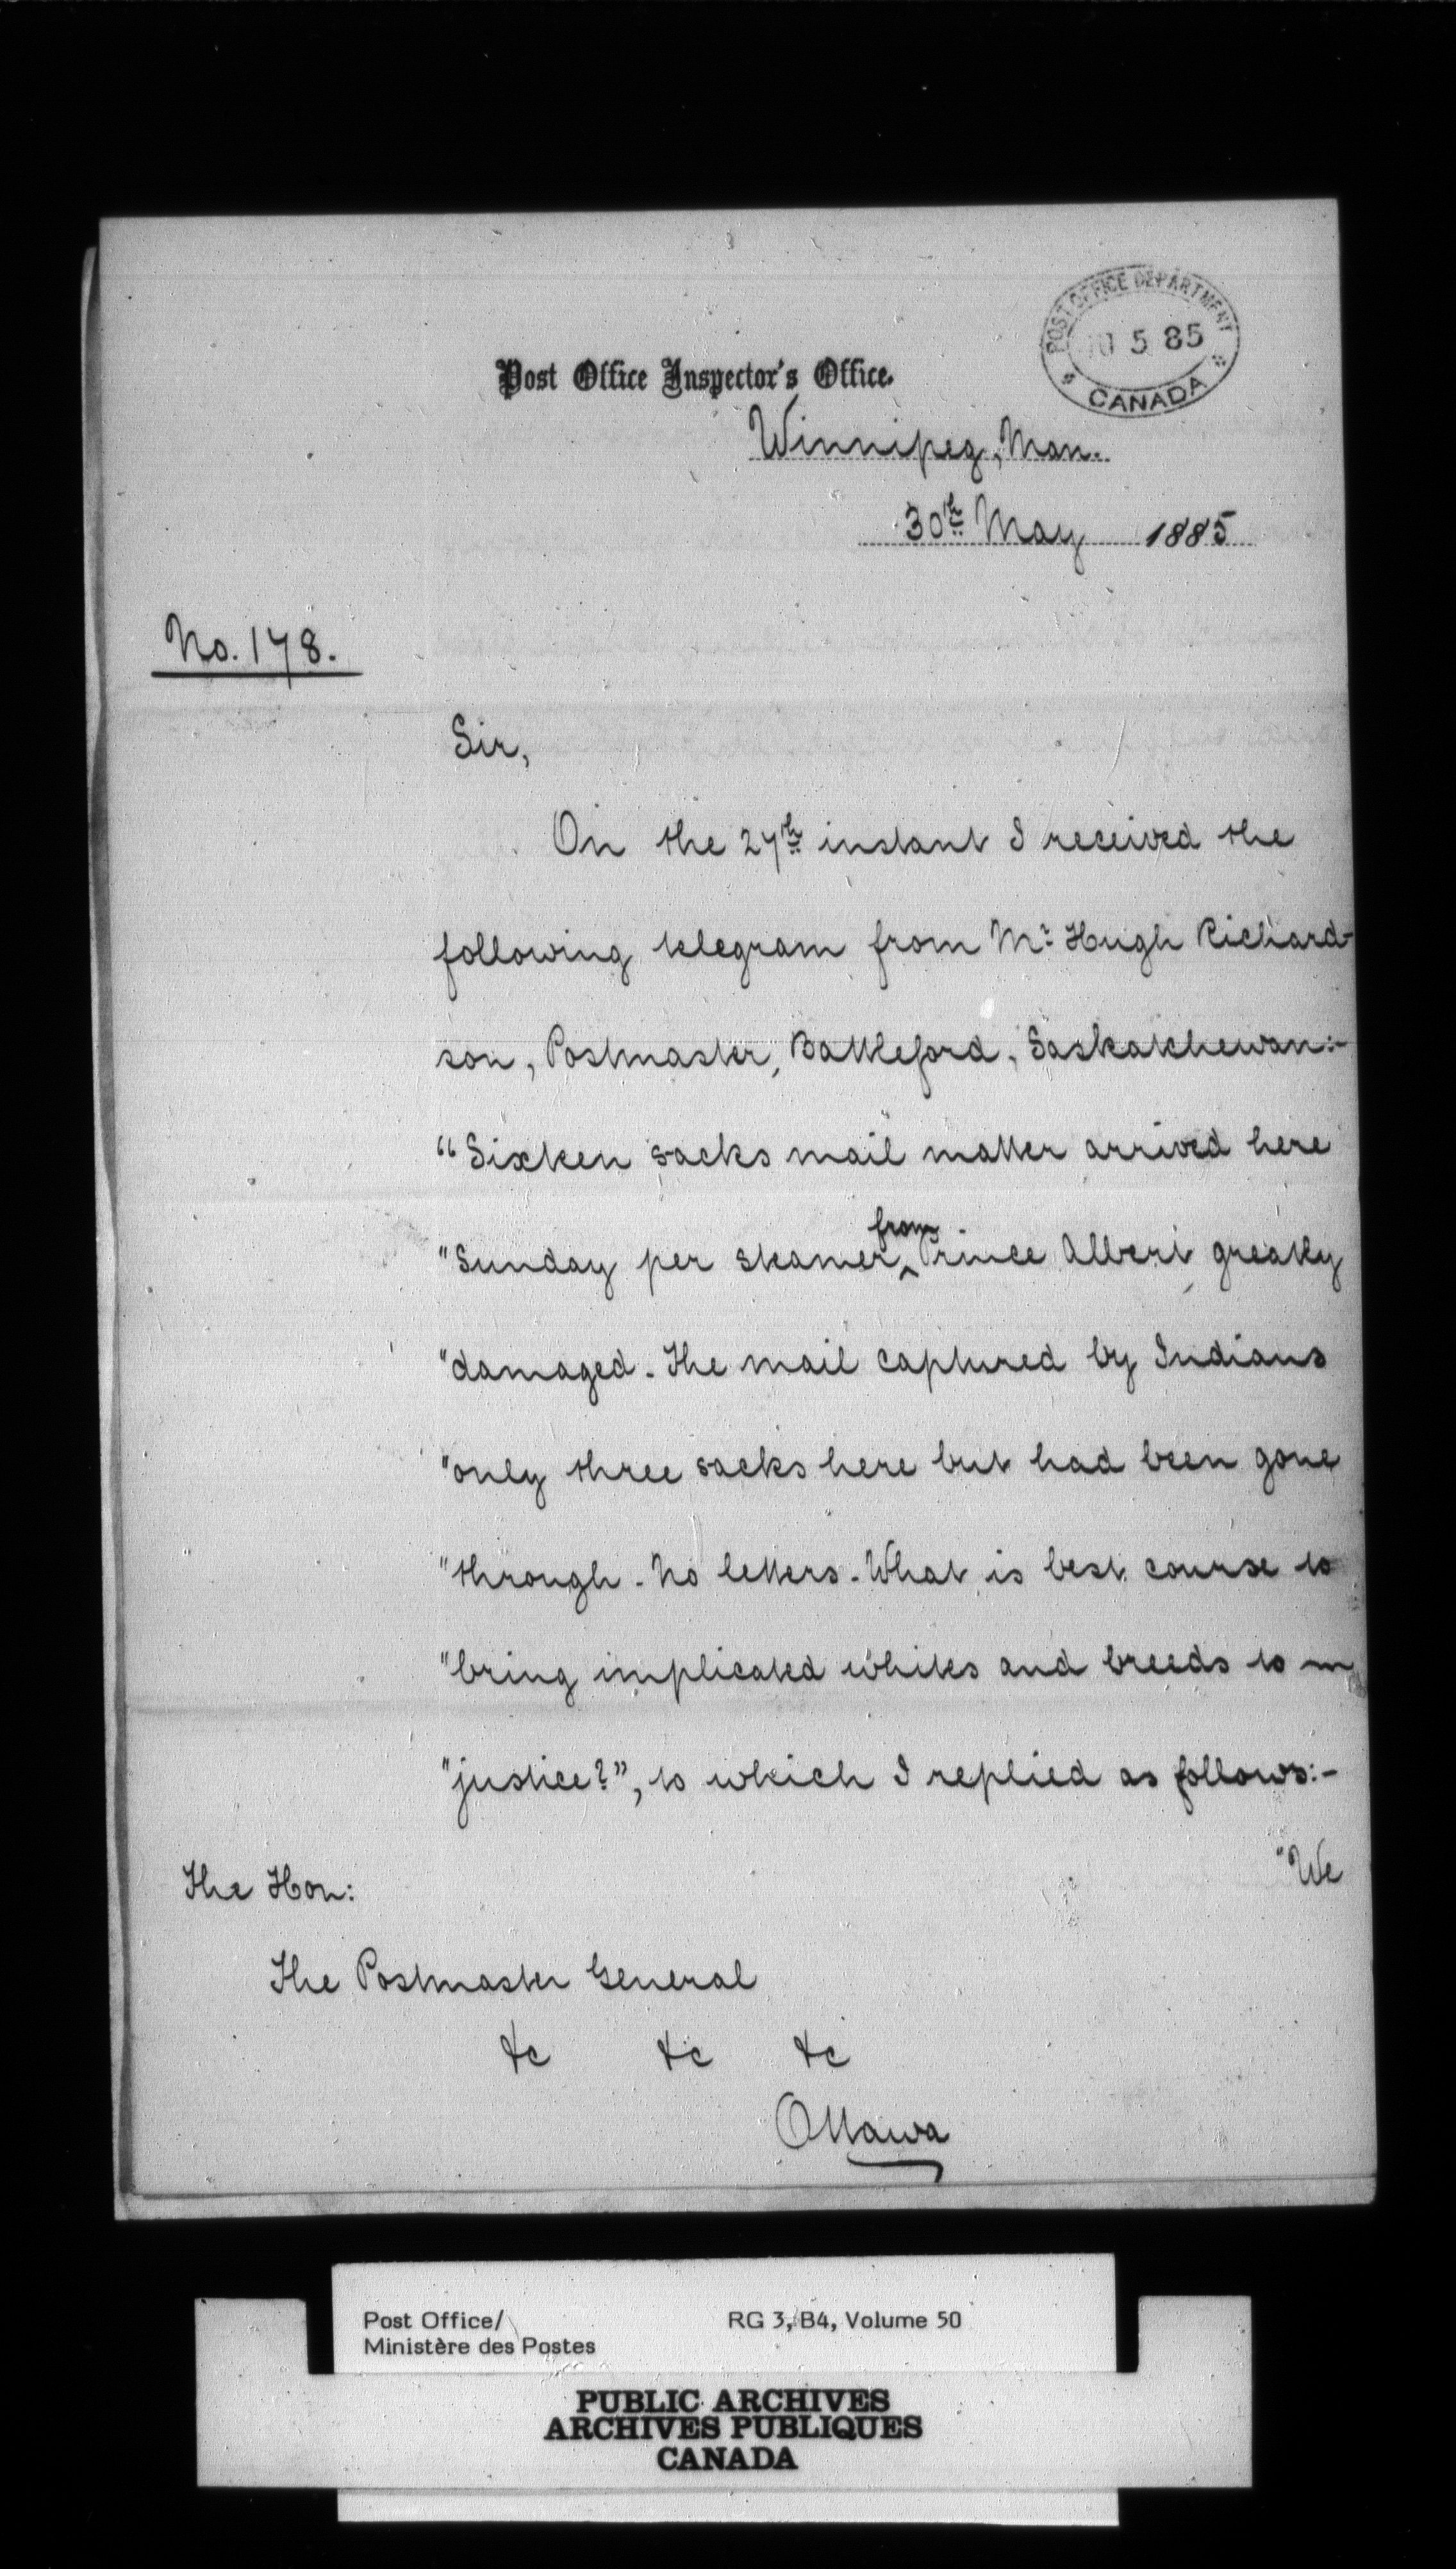 POST OFFICE DEPARTMENT
5 85
CANADA
Post Office Inspector's Office.
Winnipeg, Man.
30th May 1885
No. 178.
Sir,
On the 27th instant I received the
following telegram from Mr. Hugh Richard-
son, Postmaster, Battleford, Saskatchewan:-
"Sixteen sacks mail matter arrived here
"Sunday per steamer from Prince Albert greatly
"damaged. The mail captured by Indians
"only three sacks here but had been gone
"through. No letters. What is best course to
"bring implicated whites and breeds to
"justice?", to which I replied as follows:-
"We
The Hon:
The Postmaster General
&c &c &c
Ottawa
Post Office/ RG 3, B4, Volume 50
Ministère des Postes
PUBLIC ARCHIVES
ARCHIVES PUBLIQUES
CANADA